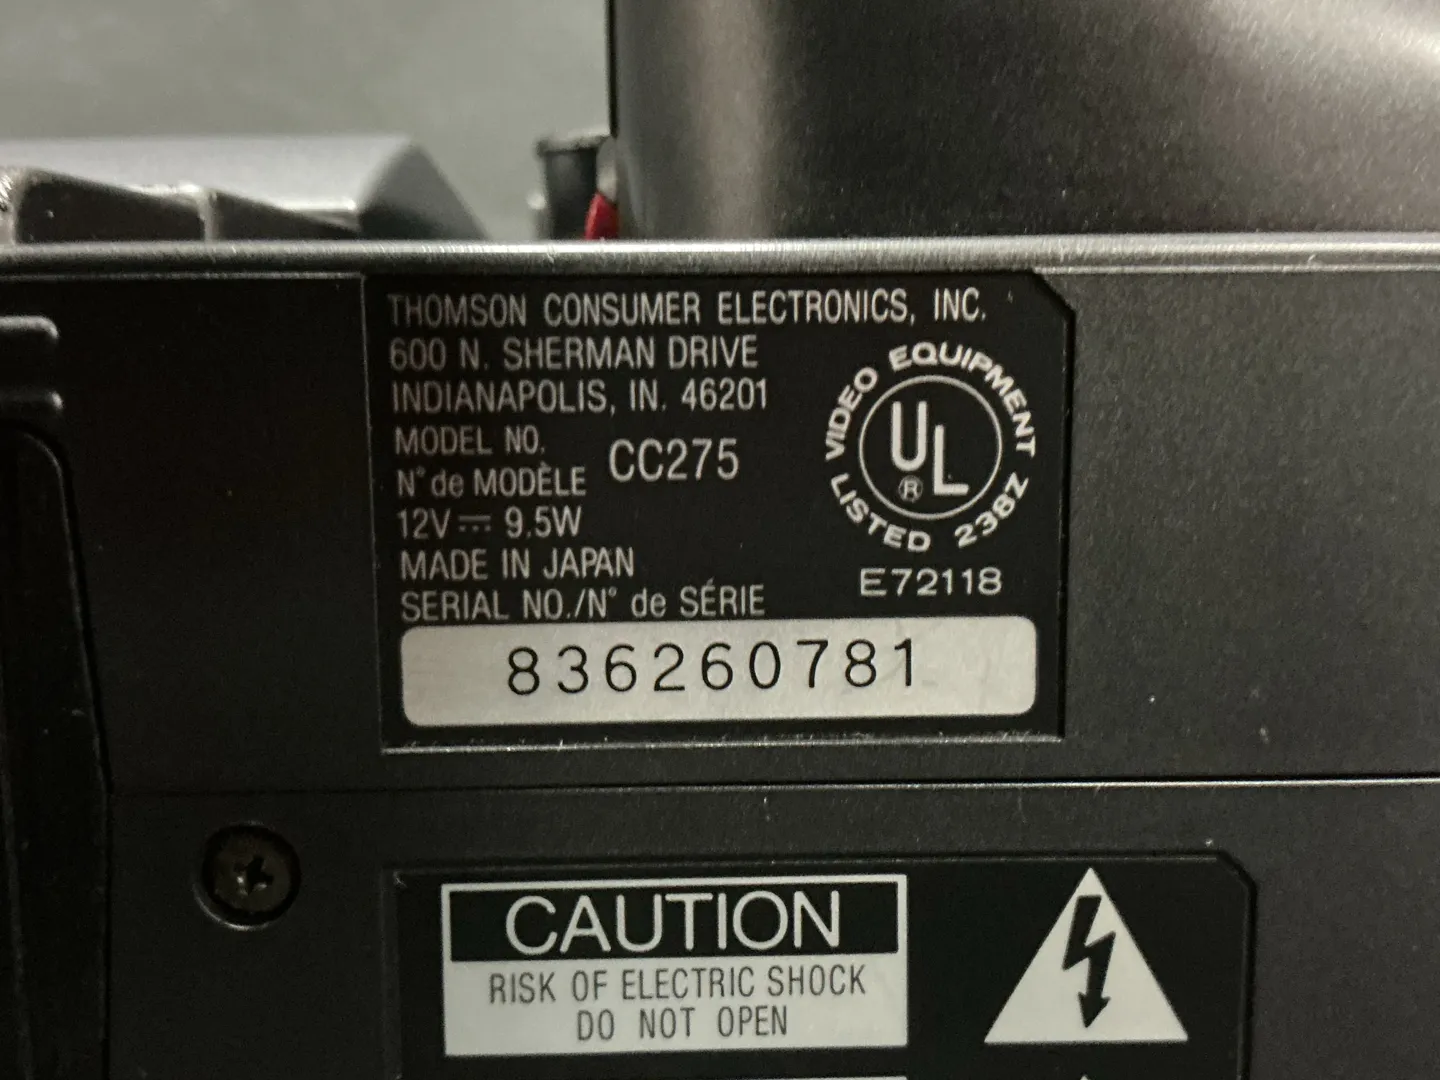 THOMSON CONSUMER ELECTRONICS, INC.
600 N. SHERMAN DRIVE
INDIANAPOLIS, IN. 46201
MODEL NO.
N° de MODÈLE
CC275
12V ⎓ 9.5W
MADE IN JAPAN
SERIAL NO./N° de SÉRIE
836260781
VIDEO EQUIPMENT
UL
®
LISTED 238Z
E72118
CAUTION
RISK OF ELECTRIC SHOCK
DO NOT OPEN